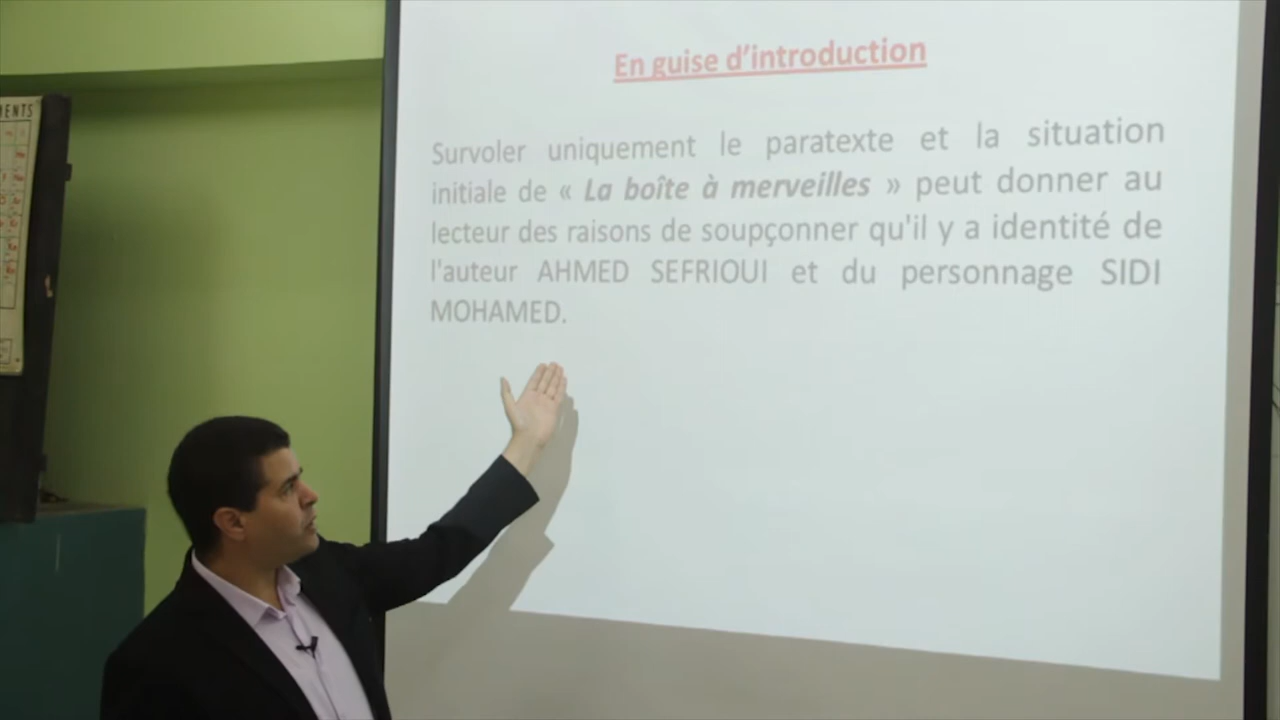 ENTS
En guise d'introduction
Survoler uniquement le paratexte et la situation
initiale de « La boîte à merveilles » peut donner au
lecteur des raisons de soupçonner qu'il y a identité de
l'auteur AHMED SEFRIOUI et du personnage SIDI
MOHAMED.